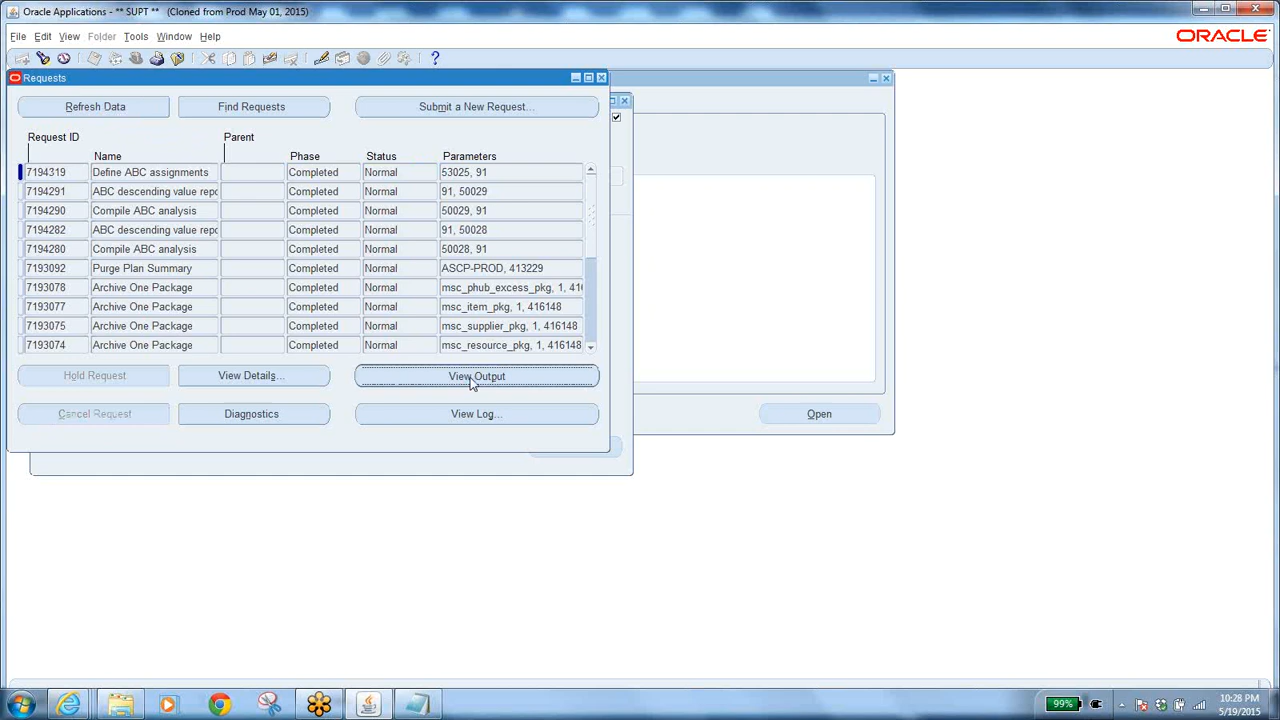 Oracle Applications - ** SUPT ** (Cloned from Prod May 01, 2015)
File Edit View Folder Tools Window Help
ORACLE
Requests
Refresh Data Find Requests Submit a New Request...
Request ID Parent
Name Phase Status Parameters
7194319 Define ABC assignments Completed Normal 53025, 91
7194291 ABC descending value repo Completed Normal 91, 50029
7194290 Compile ABC analysis Completed Normal 50029, 91
7194282 ABC descending value repo Completed Normal 91, 50028
7194280 Compile ABC analysis Completed Normal 50028, 91
7193092 Purge Plan Summary Completed Normal ASCP-PROD, 413229
7193078 Archive One Package Completed Normal msc_phub_excess_pkg, 1, 416
7193077 Archive One Package Completed Normal msc_item_pkg, 1, 416148
7193075 Archive One Package Completed Normal msc_supplier_pkg, 1, 416148
7193074 Archive One Package Completed Normal msc_resource_pkg, 1, 416148
Hold Request View Details... View Output
Cancel Request Diagnostics View Log...
Open
99%
10:28 PM
5/19/2015